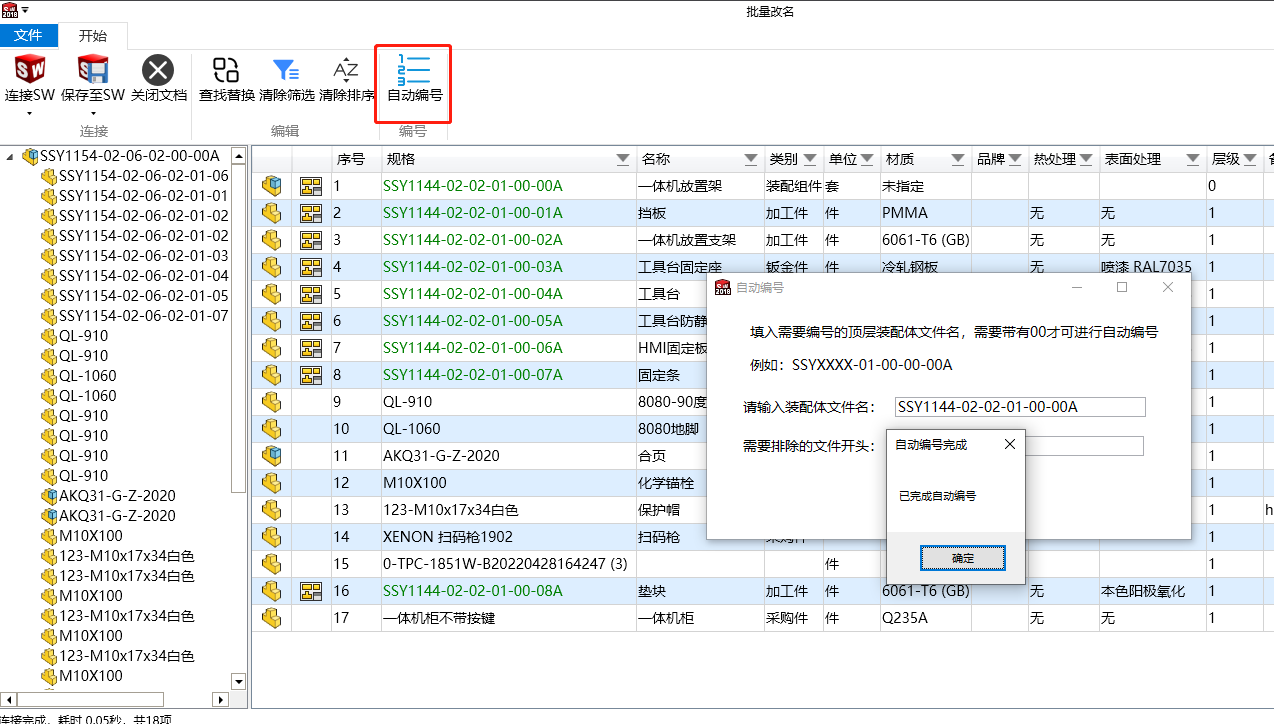 批量改名
文件 开始
连接SW 保存至SW 关闭文档 查找替换 清除筛选 清除排序 自动编号
连接 编辑 编号
SSY1154-02-06-02-00-00A
SSY1154-02-06-02-01-06
SSY1154-02-06-02-01-01
SSY1154-02-06-02-01-02
SSY1154-02-06-02-01-02
SSY1154-02-06-02-01-03
SSY1154-02-06-02-01-04
SSY1154-02-06-02-01-05
SSY1154-02-06-02-01-07
QL-910
QL-910
QL-1060
QL-1060
QL-910
QL-910
QL-910
QL-910
AKQ31-G-Z-2020
AKQ31-G-Z-2020
M10X100
123-M10x17x34白色
123-M10x17x34白色
M10X100
123-M10x17x34白色
M10X100
123-M10x17x34白色
M10X100
序号 规格 名称 类别 单位 材质 品牌 热处理 表面处理 层级
1 SSY1144-02-02-01-00-00A 一体机放置架 装配组件 套 未指定 0
2 SSY1144-02-02-01-00-01A 挡板 加工件 件 PMMA 无 无 1
3 SSY1144-02-02-01-00-02A 一体机放置支架 加工件 件 6061-T6 (GB) 无 无 1
4 SSY1144-02-02-01-00-03A 工具台固定座 钣金件 件 冷轧钢板 无 喷漆 RAL7035 1
5 SSY1144-02-02-01-00-04A 工具台 1
6 SSY1144-02-02-01-00-05A 工具台防静 1
7 SSY1144-02-02-01-00-06A HMI固定板 1
8 SSY1144-02-02-01-00-07A 固定条 1
9 QL-910 8080-90度 1
10 QL-1060 8080地脚 1
11 AKQ31-G-Z-2020 合页 1
12 M10X100 化学锚栓 1
13 123-M10x17x34白色 保护帽 1 h
14 XENON 扫码枪1902 扫码枪 采购件 1
15 0-TPC-1851W-B20220428164247 (3) 件 1
16 SSY1144-02-02-01-00-08A 垫块 加工件 件 6061-T6 (GB) 无 本色阳极氧化 1
17 一体机柜不带按键 一体机柜 采购件 件 Q235A 无 无 1
自动编号
填入需要编号的顶层装配体文件名，需要带有00才可进行自动编号
例如：SSYXXXX-01-00-00-00A
请输入装配体文件名： SSY1144-02-02-01-00-00A
需要排除的文件开头：
自动编号完成
已完成自动编号
确定
连接完成，耗时 0.05秒，共18项